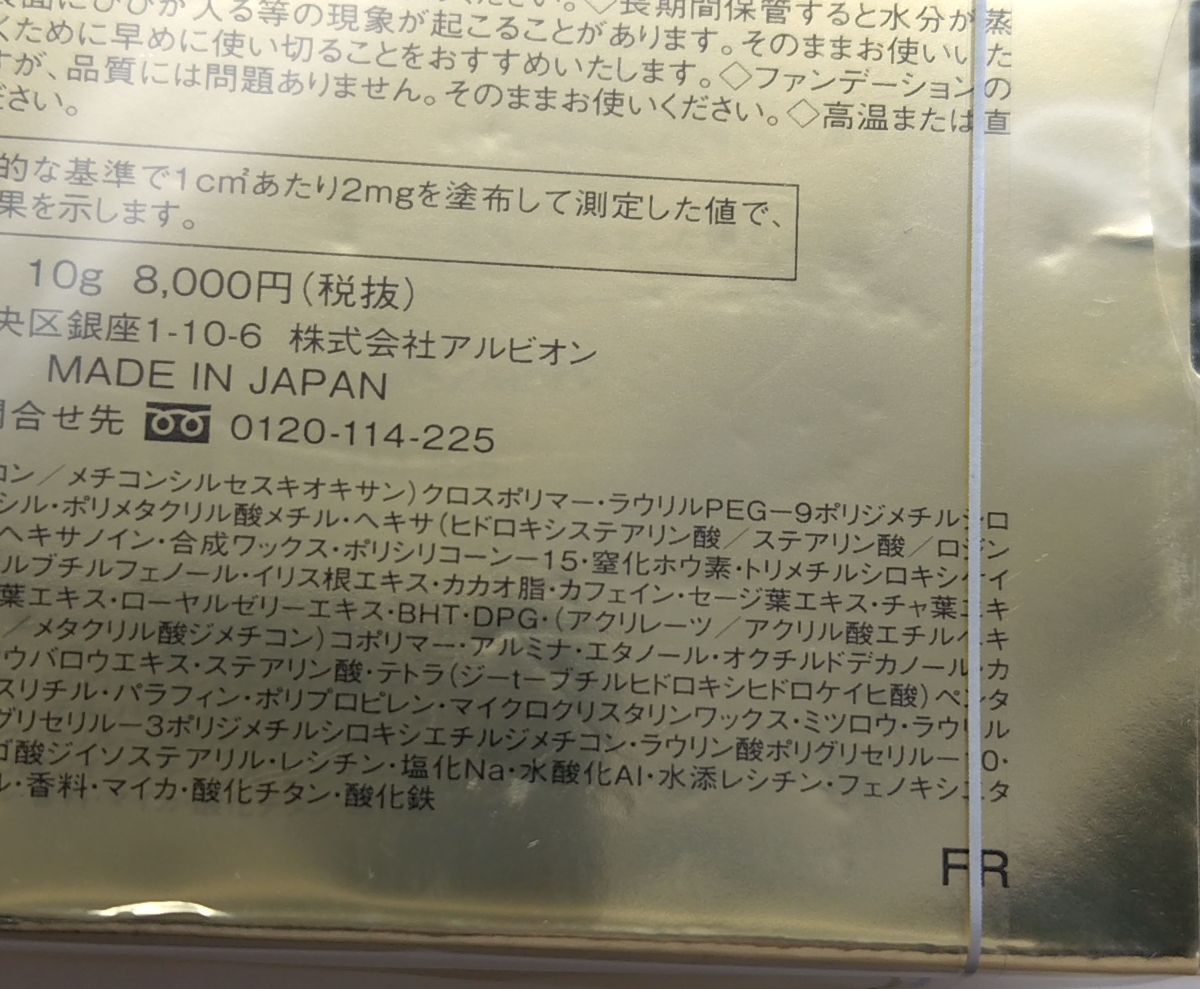 表面にひびが入る等の現象が起こることがあります。そのままお使いいた
ください。◇長期間保管すると水分が蒸
くために早めに使い切ることをおすすめいたします。◇ファンデーションの
すが、品質には問題ありません。そのままお使いください。◇高温または直
ださい。
的な基準で1c㎡あたり2mgを塗布して測定した値で、
果を示します。
10g 8,000円(税抜)
央区銀座1-10-6 株式会社アルビオン
MADE IN JAPAN
問合せ先 0120-114-225
コン/メチコンシルセスキオキサン)クロスポリマー・ラウリルPEG-9ポリジメチルシロ
シル・ポリメタクリル酸メチル・ヘキサ(ヒドロキシステアリン酸/ステアリン酸/ロジン
ヘキサノイン・合成ワックス・ポリシリコーン-15・窒化ホウ素・トリメチルシロキシケイ
ルブチルフェノール・イリス根エキス・カカオ脂・カフェイン・セージ葉エキス・チャ葉エキ
葉エキス・ローヤルゼリーエキス・BHT・DPG・(アクリレーツ/アクリル酸エチルヘキ
/メタクリル酸ジメチコン)コポリマー・アルミナ・エタノール・オクチルドデカノール・カ
ウバロウエキス・ステアリン酸・テトラ(ジ-t-ブチルヒドロキシヒドロケイヒ酸)ペンタ
スリチル・パラフィン・ポリプロピレン・マイクロクリスタリンワックス・ミツロウ・ラウリル
グリセリル-3ポリジメチルシロキシエチルジメチコン・ラウリン酸ポリグリセリル-10・
ゴ酸ジイソステアリル・レシチン・塩化Na・水酸化Al・水添レシチン・フェノキシエタ
ル・香料・マイカ・酸化チタン・酸化鉄
FR